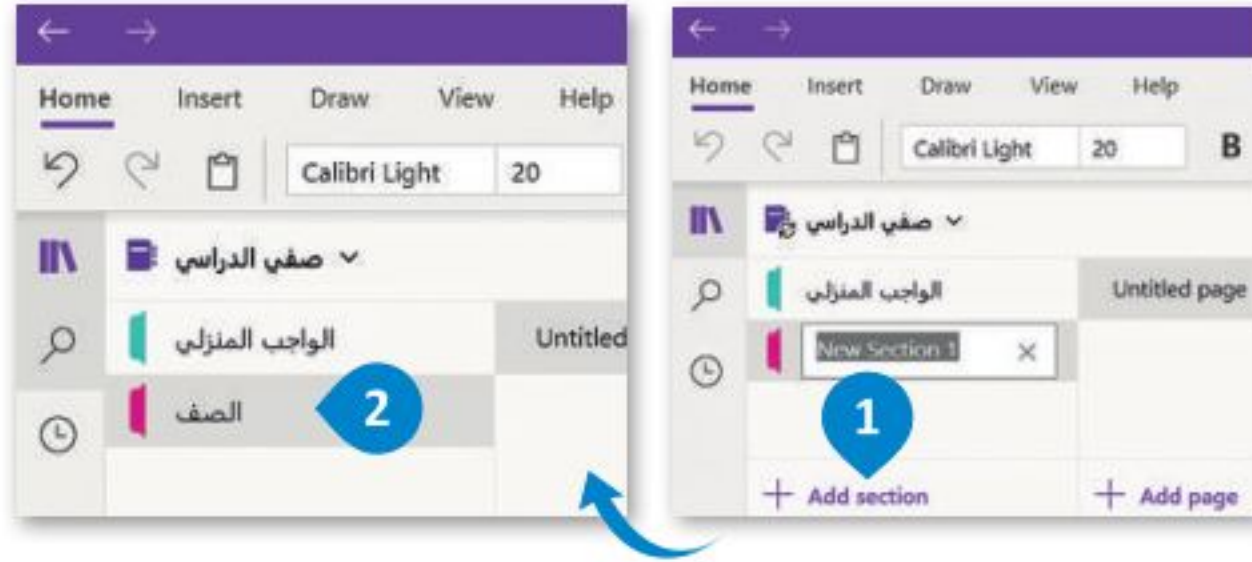 Home Insert Draw View Help
Calibri Light 20
صفي الدراسي
الواجب المنزلي
Untitled
الصف
2
Home Insert Draw View Help
Calibri Light 20 B
صفي الدراسي
الواجب المنزلي
Untitled page
New Section 1
1
Add section
Add page